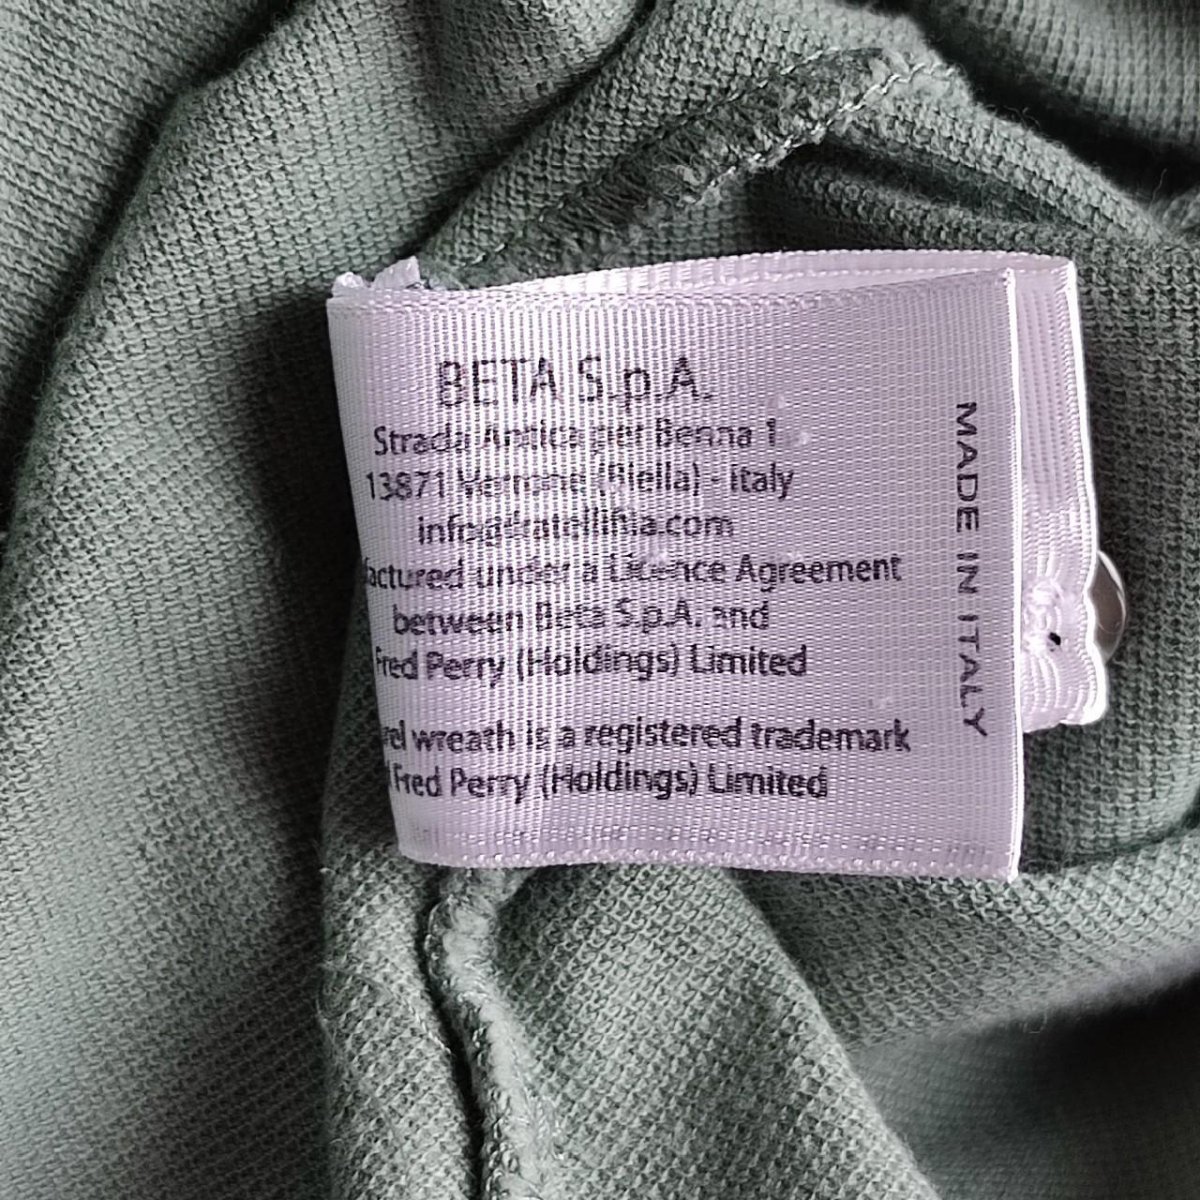 BETA S.p.A.
Strada Antica per Benna 1
13871 Verrone (Biella) - Italy
info@fratellifila.com
factured under a Licence Agreement
between Beta S.p.A. and
Fred Perry (Holdings) Limited
wreath is a registered trademark
Fred Perry (Holdings) Limited
MADE IN ITALY